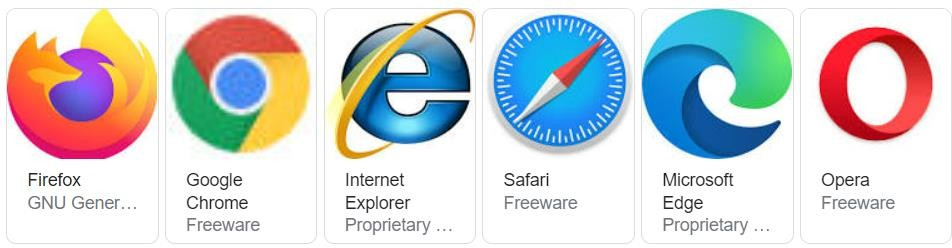 Firefox
GNU Gener…
Google
Chrome
Freeware
Internet
Explorer
Proprietary …
Safari
Freeware
Microsoft
Edge
Proprietary …
Opera
Freeware